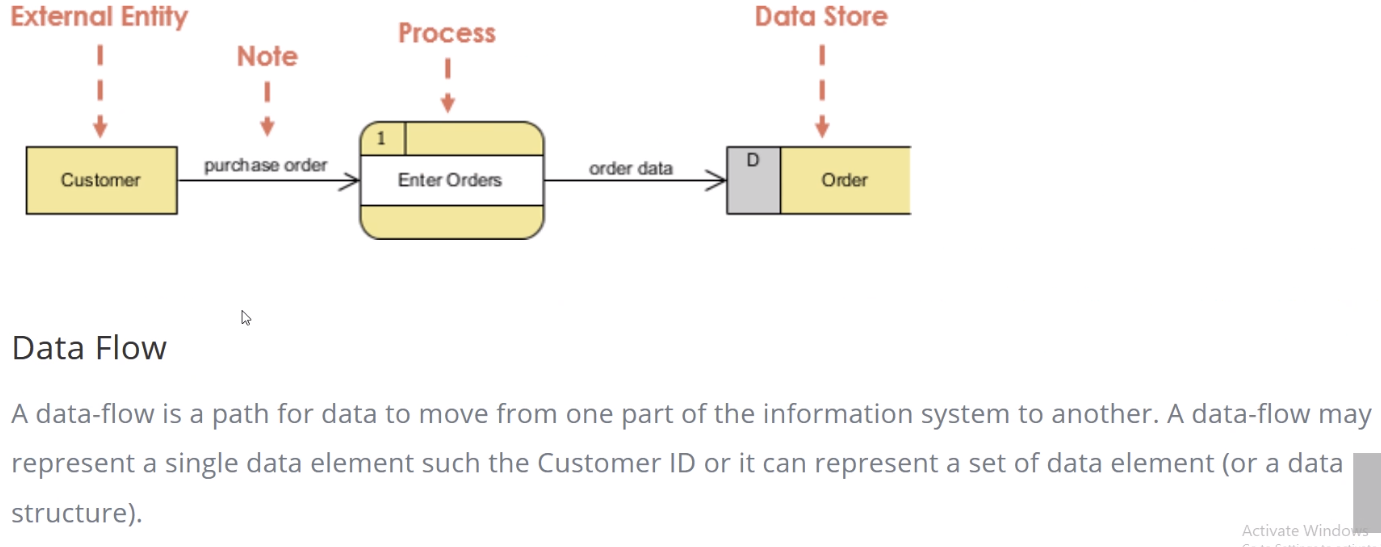 External Entity
Note
Process
Data Store
Customer
purchase order
1
Enter Orders
order data
D
Order
Data Flow
A data-flow is a path for data to move from one part of the information system to another. A data-flow may
represent a single data element such the Customer ID or it can represent a set of data element (or a data
structure).
Activate Windows